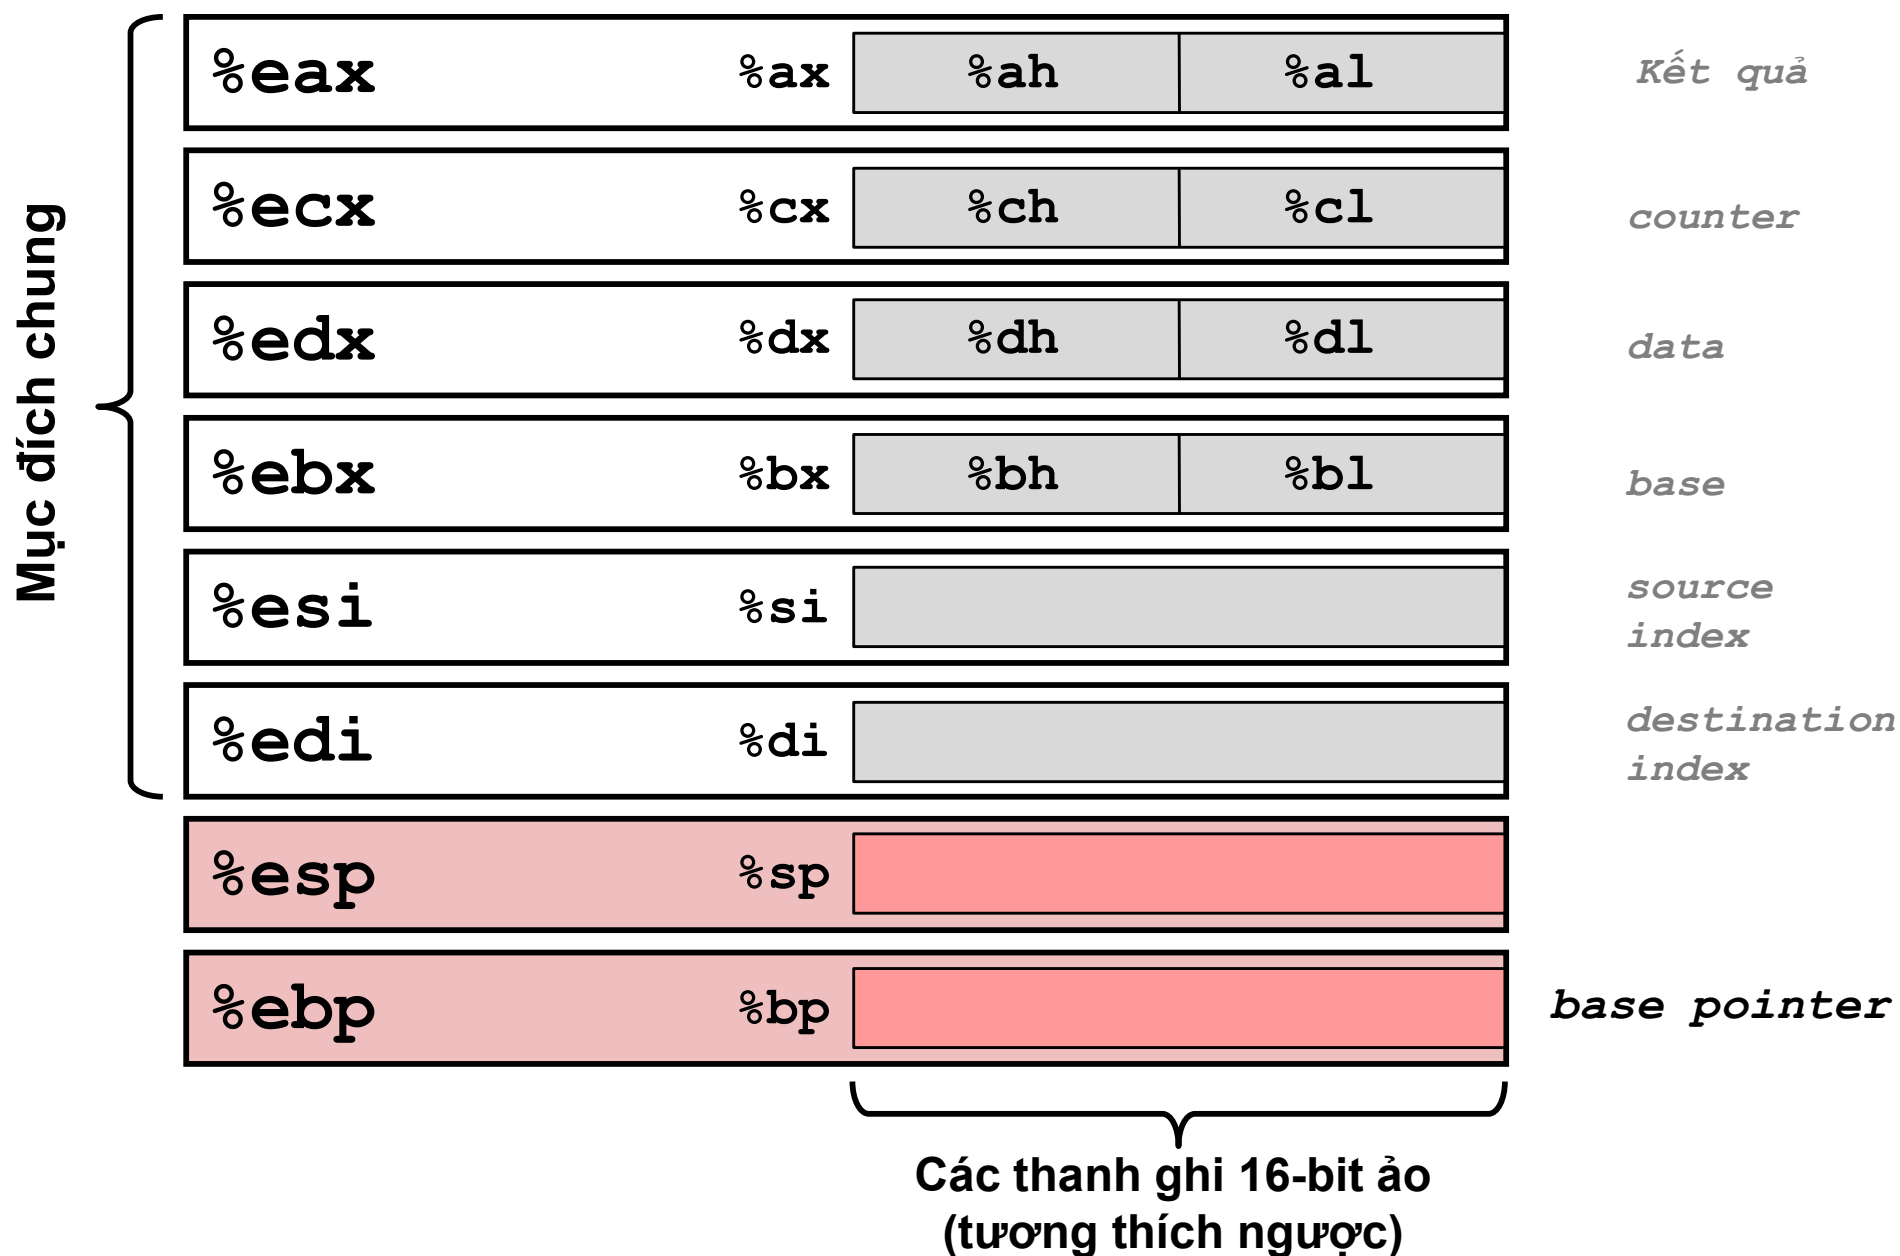 Mục đích chung
%eax %ax %ah %al Kết quả
%ecx %cx %ch %cl counter
%edx %dx %dh %dl data
%ebx %bx %bh %bl base
%esi %si source
index
%edi %di destination
index
%esp %sp
%ebp %bp base pointer
Các thanh ghi 16-bit ảo
(tương thích ngược)